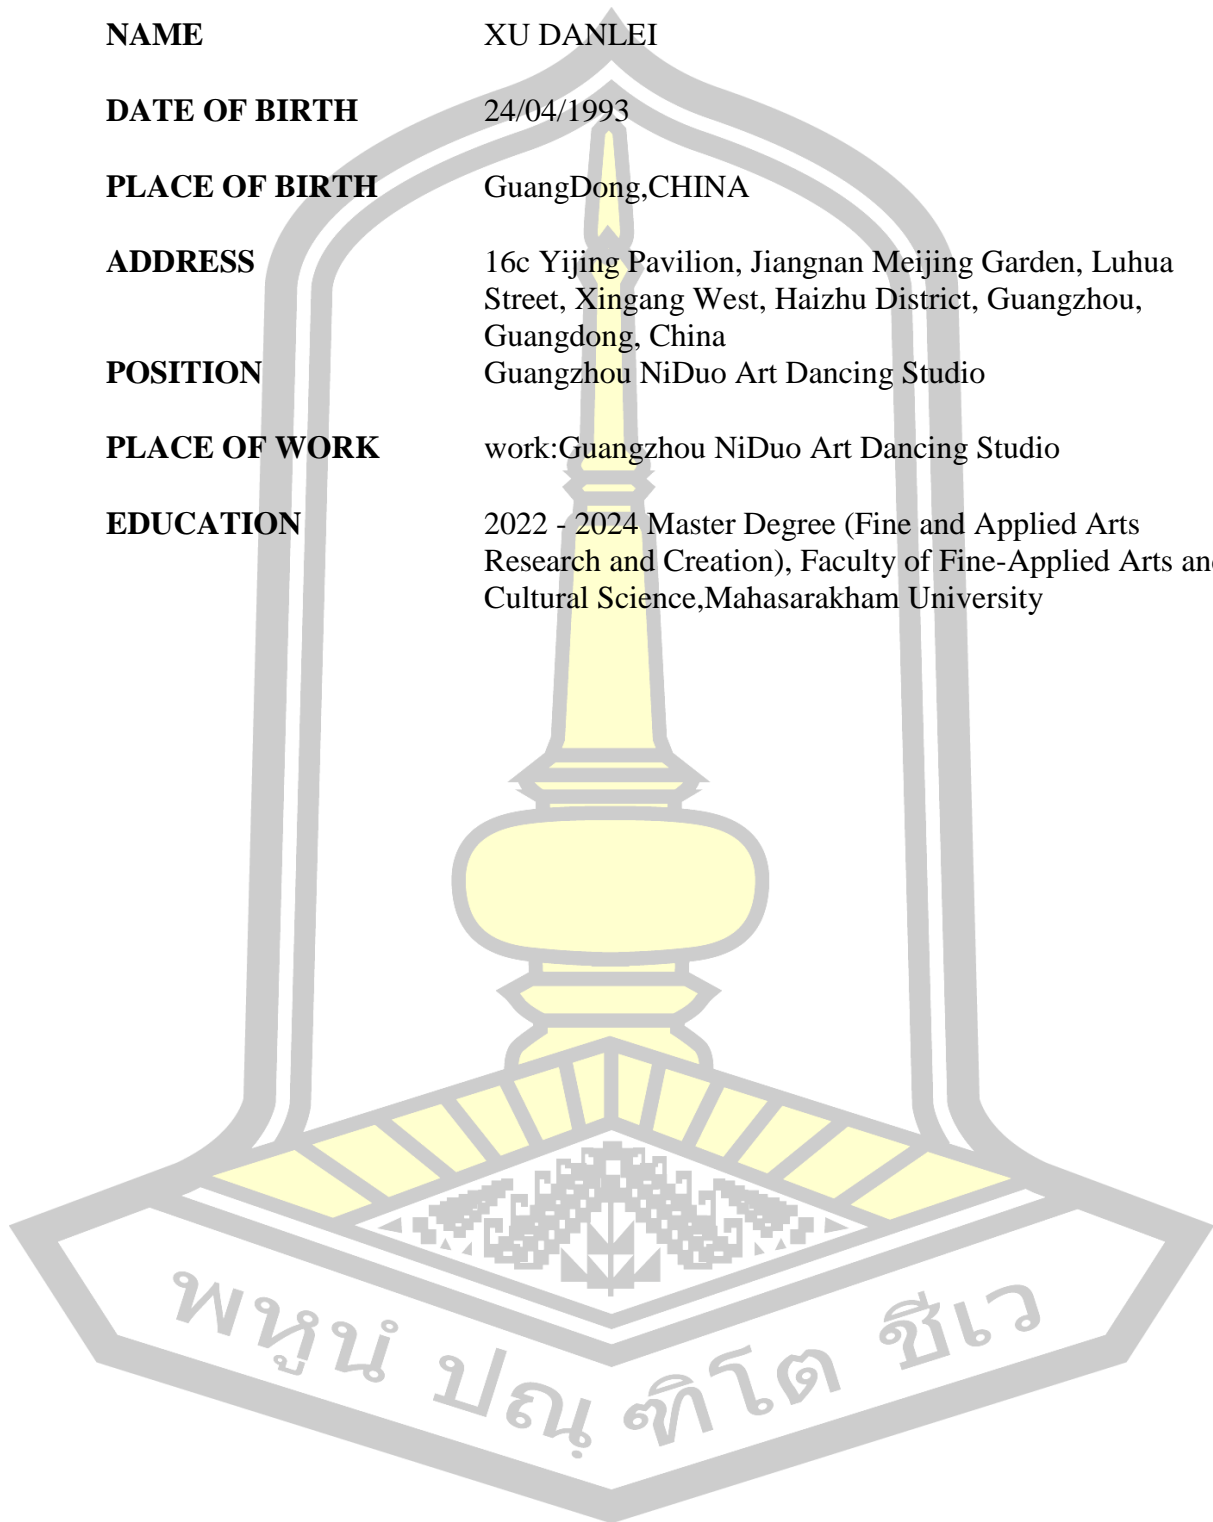 NAME XU DANLEI
DATE OF BIRTH 24/04/1993
PLACE OF BIRTH GuangDong,CHINA
ADDRESS 16c Yijing Pavilion, Jiangnan Meijing Garden, Luhua
Street, Xingang West, Haizhu District, Guangzhou,
Guangdong, China
POSITION Guangzhou NiDuo Art Dancing Studio
PLACE OF WORK work:Guangzhou NiDuo Art Dancing Studio
EDUCATION 2022 - 2024 Master Degree (Fine and Applied Arts
Research and Creation), Faculty of Fine-Applied Arts and
Cultural Science,Mahasarakham University
พหูนํ ปณฺ ฑิโต ชีเว